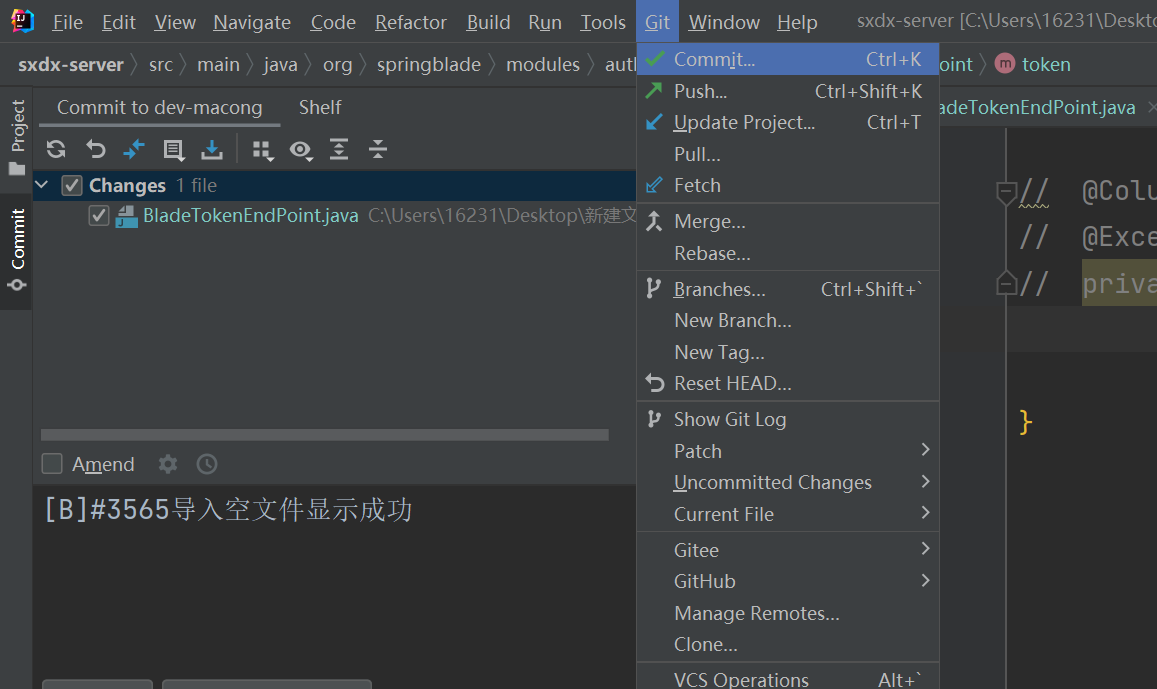 File Edit View Navigate Code Refactor Build Run Tools Git Window Help sxdx-server [C:\Users\16231\Deskto
sxdx-server src main java org springblade modules auth oint m token
Project
Commit
Commit to dev-macong Shelf
Changes 1 file
BladeTokenEndPoint.java C:\Users\16231\Desktop\新建文
Amend
[B]#3565导入空文件显示成功
Commit... Ctrl+K
Push... Ctrl+Shift+K
Update Project... Ctrl+T
Pull...
Fetch
Merge...
Rebase...
Branches... Ctrl+Shift+`
New Branch...
New Tag...
Reset HEAD...
Show Git Log
Patch
Uncommitted Changes
Current File
Gitee
GitHub
Manage Remotes...
Clone...
VCS Operations Alt+`
adeTokenEndPoint.java
// @Colu
// @Exce
// priva
}